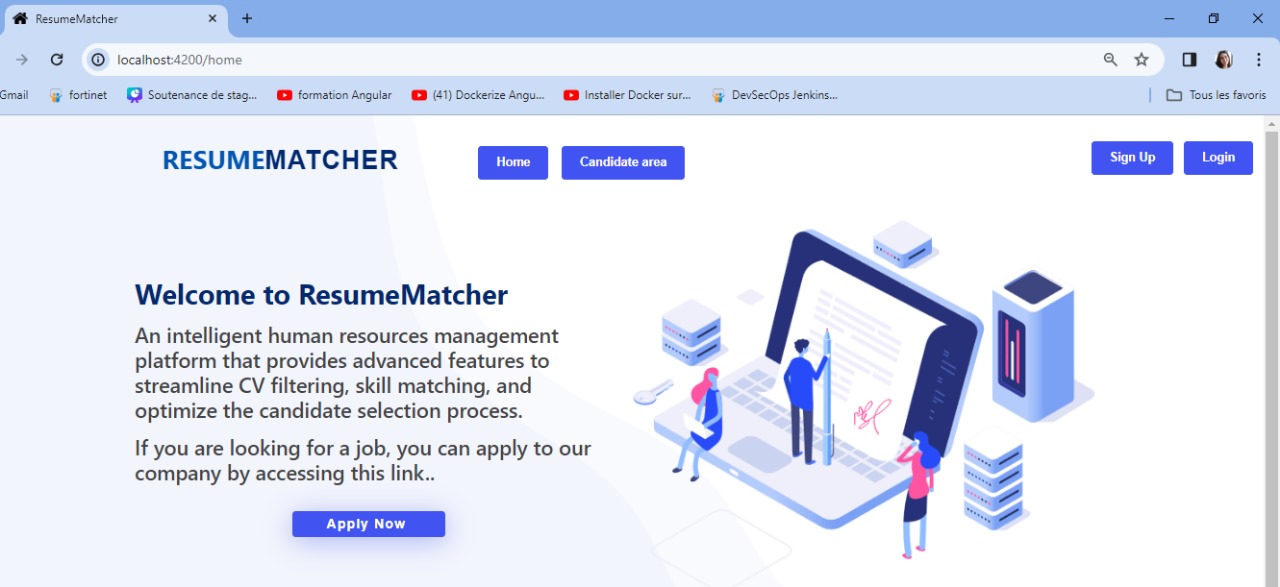 ResumeMatcher
localhost:4200/home
Gmail fortinet Soutenance de stag... formation Angular (41) Dockerize Angu... Installer Docker sur... DevSecOps Jenkins... Tous les favoris
RESUMEMATCHER Home Candidate area Sign Up Login
Welcome to ResumeMatcher
An intelligent human resources management
platform that provides advanced features to
streamline CV filtering, skill matching, and
optimize the candidate selection process.
If you are looking for a job, you can apply to our
company by accessing this link..
Apply Now